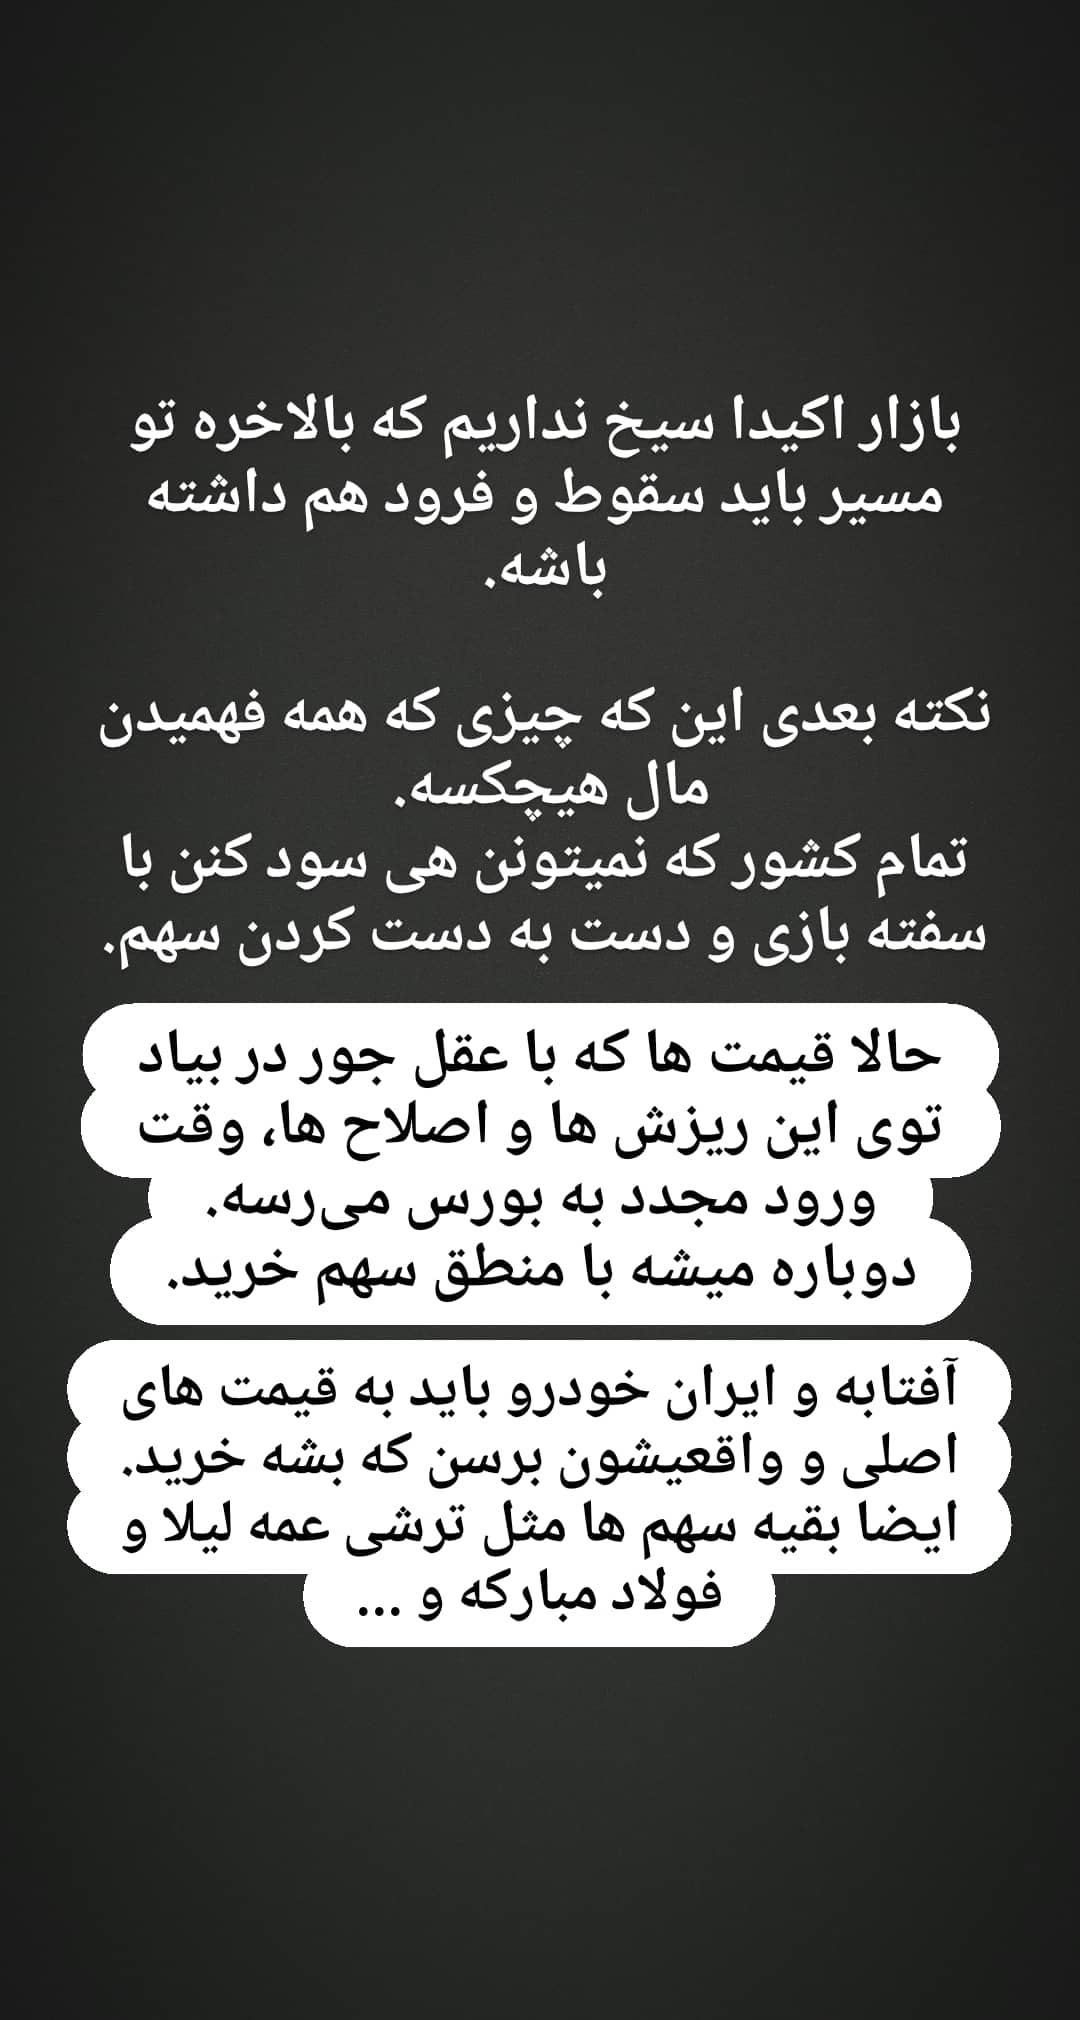 بازار اکیدا سیخ نداریم که بالاخره تو
مسیر باید سقوط و فرود هم داشته
باشه.
نکته بعدی این که چیزی که همه فهمیدن
مال هیچکسه.
تمام کشور که نمیتونن هی سود کنن با
سفته بازی و دست به دست کردن سهم.
حالا قیمت ها که با عقل جور در بیاد
توی این ریزش ها و اصلاح ها، وقت
ورود مجدد به بورس می‌رسه.
دوباره میشه با منطق سهم خرید.
آفتابه و ایران خودرو باید به قیمت های
اصلی و واقعیشون برسن که بشه خرید.
ایضا بقیه سهم ها مثل ترشی عمه لیلا و
فولاد مبارکه و ...